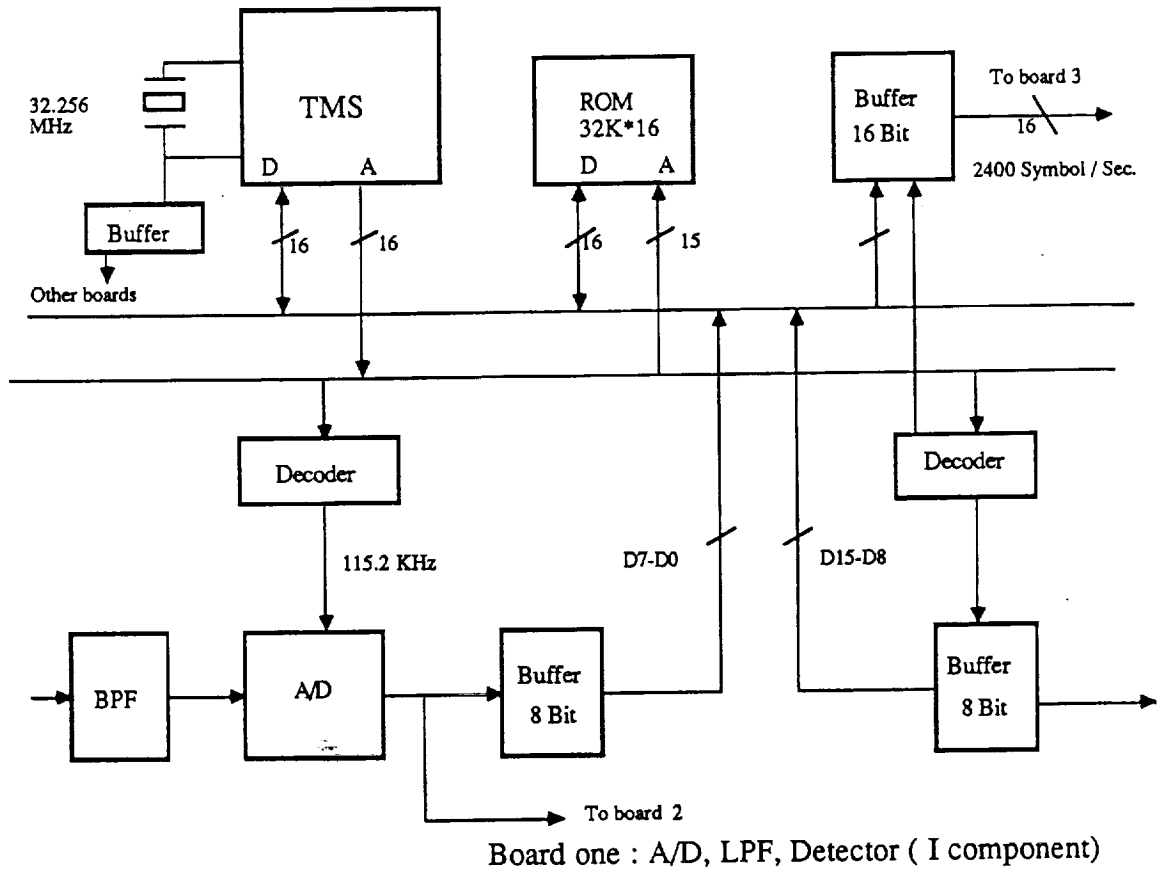 32.256
MHz
TMS
D A
Buffer
Other boards
16
16
ROM
32K*16
D A
16
15
Buffer
16 Bit
To board 3
16
2400 Symbol / Sec.
Decoder
115.2 KHz
D7-D0
D15-D8
Decoder
BPF
A/D
Buffer
8 Bit
Buffer
8 Bit
To board 2
Board one : A/D, LPF, Detector ( I component)